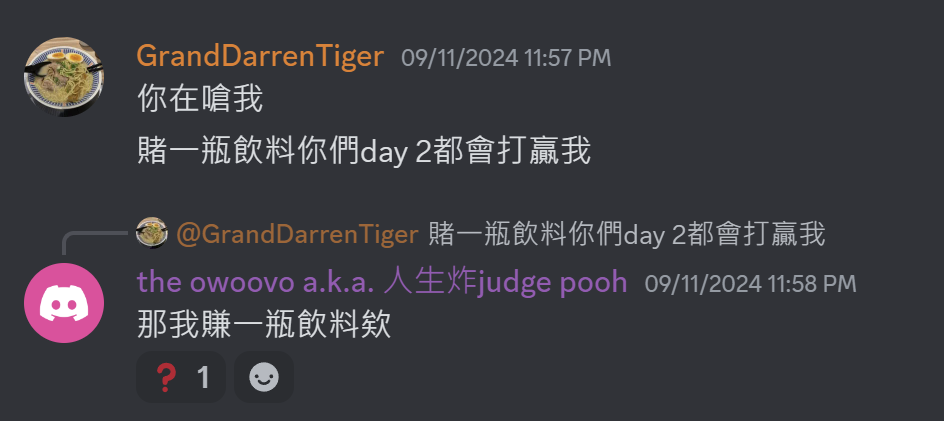 GrandDarrenTiger 09/11/2024 11:57 PM
你在嗆我
賭一瓶飲料你們day 2都會打贏我
@GrandDarrenTiger 賭一瓶飲料你們day 2都會打贏我
the owoovo a.k.a. 人生炸judge pooh 09/11/2024 11:58 PM
那我賺一瓶飲料欸
❓ 1